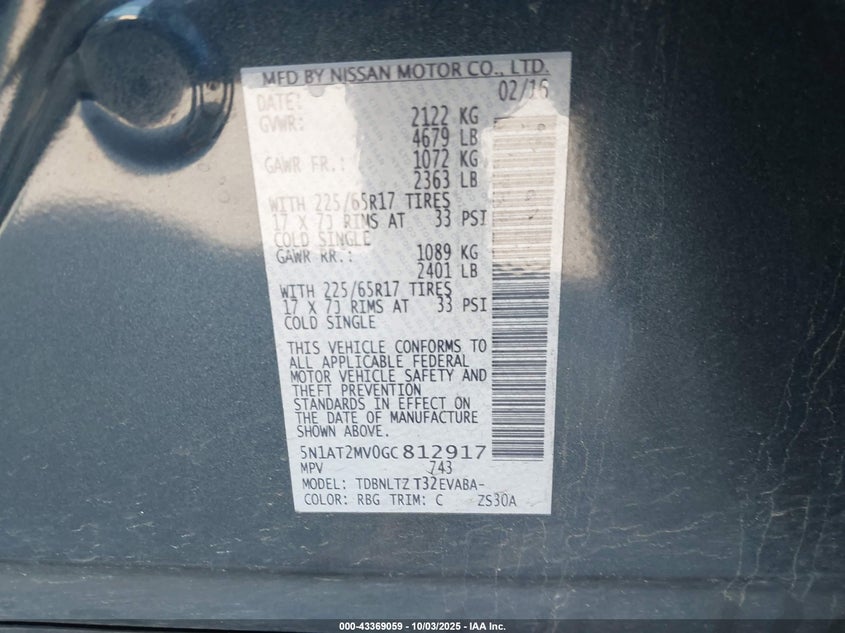 MFD BY NISSAN MOTOR CO., LTD.
DATE: 02/16
GVWR: 2122 KG
4679 LB
GAWR FR.: 1072 KG
2363 LB
WITH 225/65R17 TIRES
17 X 7J RIMS AT 33 PSI
COLD SINGLE
GAWR RR.: 1089 KG
2401 LB
WITH 225/65R17 TIRES
17 X 7J RIMS AT 33 PSI
COLD SINGLE
THIS VEHICLE CONFORMS TO
ALL APPLICABLE FEDERAL
MOTOR VEHICLE SAFETY AND
THEFT PREVENTION
STANDARDS IN EFFECT ON
THE DATE OF MANUFACTURE
SHOWN ABOVE.
5N1AT2MV0GC812917
MPV 743
MODEL: TDBNLTZ T32EVABA-
COLOR: RBG TRIM: C ZS30A
000-43369059 - 10/03/2025 - IAA Inc.